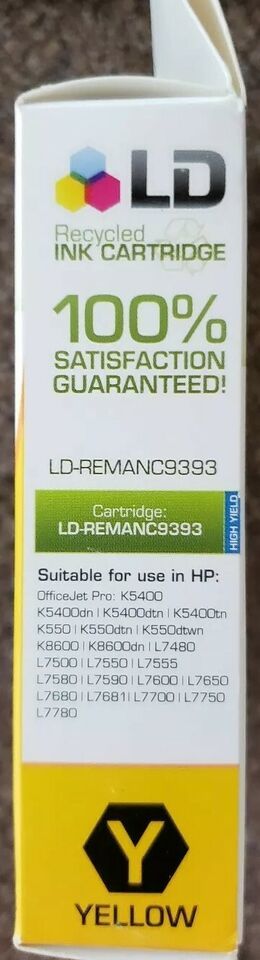 LD
Recycled
INK CARTRIDGE
100%
SATISFACTION
GUARANTEED!
LD-REMANC9393
Cartridge:
LD-REMANC9393
HIGH YIELD
Suitable for use in HP:
OfficeJet Pro: K5400
K5400dn | K5400dtn | K5400tn
K550 | K550dtn | K550dtwn
K8600 | K8600dn | L7480
L7500 | L7550 | L7555
L7580 | L7590 | L7600 | L7650
L7680 | L7681| L7700 | L7750
L7780
Y
YELLOW